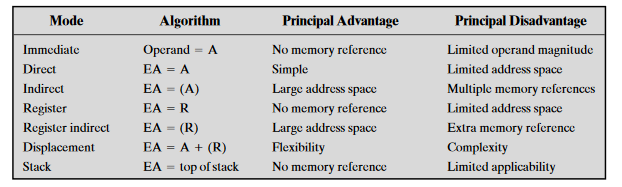 Mode Algorithm Principal Advantage Principal Disadvantage
Immediate Operand = A No memory reference Limited operand magnitude
Direct EA = A Simple Limited address space
Indirect EA = (A) Large address space Multiple memory references
Register EA = R No memory reference Limited address space
Register indirect EA = (R) Large address space Extra memory reference
Displacement EA = A + (R) Flexibility Complexity
Stack EA = top of stack No memory reference Limited applicability